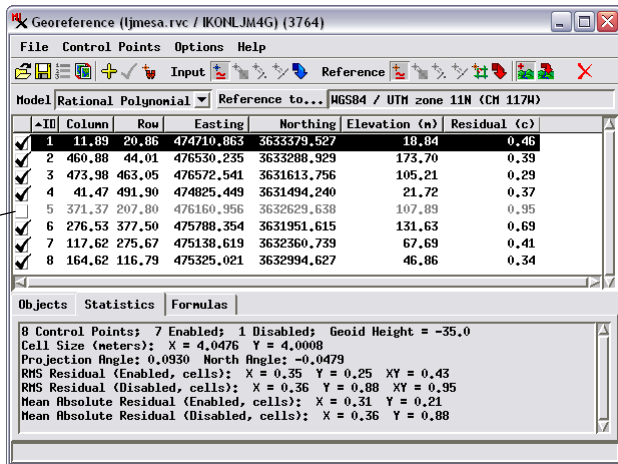 Georeference (ljmesa.rvc / IKONLJM4G) (3764)
File Control Points Options Help
Input Reference
Model Rational Polynomial Reference to... WGS84 / UTM zone 11N (CM 117W)
ID Column Row Easting Northing Elevation (m) Residual (c)
1 11.89 20.86 474710.863 3633379.527 18.84 0.46
2 460.88 44.01 476530.235 3633288.929 173.70 0.39
3 473.98 463.05 476572.541 3631613.756 105.21 0.29
4 41.47 491.90 474825.449 3631494.240 21.72 0.37
5 371.37 207.80 476160.956 3632629.638 107.89 0.95
6 276.53 377.50 475788.354 3631951.615 131.63 0.69
7 117.62 275.67 475138.619 3632360.739 67.69 0.41
8 164.62 116.79 475325.021 3632994.627 46.86 0.34
Objects Statistics Formulas
8 Control Points; 7 Enabled; 1 Disabled; Geoid Height = -35.0
Cell Size (meters): X = 4.0476 Y = 4.0008
Projection Angle: 0.0930 North Angle: -0.0479
RMS Residual (Enabled, cells): X = 0.35 Y = 0.25 XY = 0.43
RMS Residual (Disabled, cells): X = 0.36 Y = 0.88 XY = 0.95
Mean Absolute Residual (Enabled, cells): X = 0.31 Y = 0.21
Mean Absolute Residual (Disabled, cells): X = 0.36 Y = 0.88